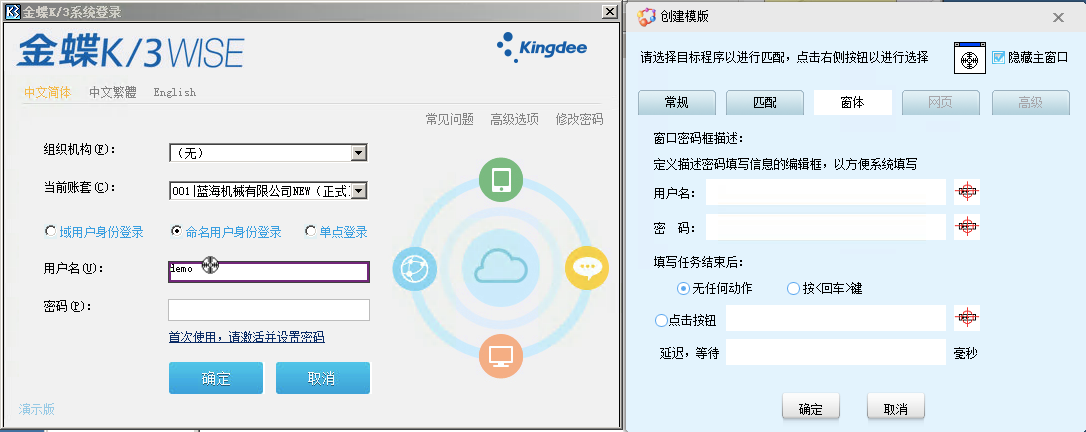 金蝶K/3系统登录
金蝶K/3 WISE
Kingdee
中文简体 中文繁體 English
常见问题 高级选项 修改密码
组织机构(F): （无）
当前账套(C): 001|蓝海机械有限公司NEW（正式
域用户身份登录 命名用户身份登录 单点登录
用户名(U): demo
密码(P):
首次使用，请激活并设置密码
确定 取消
演示版
创建模版
请选择目标程序以进行匹配，点击右侧按钮以进行选择 隐藏主窗口
常规 匹配 窗体 网页 高级
窗口密码框描述:
定义描述密码填写信息的编辑框，以方便系统填写
用户名:
密 码:
填写任务结束后:
无任何动作 按<回车>键
点击按钮
延迟，等待 毫秒
确定 取消